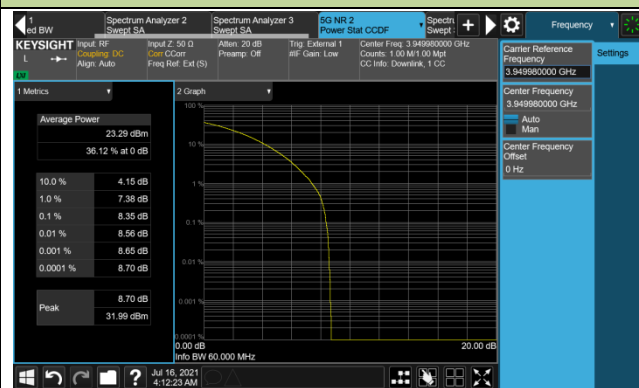 1
ed BW
Spectrum Analyzer 2
Swept SA
Spectrum Analyzer 3
Swept SA
5G NR 2
Power Stat CCDF
Spectru
Swept S
Frequency
KEYSIGHT
L
Input: RF
Coupling: DC
Align: Auto
Input Z: 50 Ω
Corr CCorr
Freq Ref: Ext (S)
Atten: 20 dB
Preamp: Off
Trig: External 1
#IF Gain: Low
Center Freq: 3.949980000 GHz
Counts: 1.00 M/1.00 Mpt
CC Info: Downlink, 1 CC
Carrier Reference
Frequency
3.949980000 GHz
Settings
Center Frequency
3.949980000 GHz
Auto
Man
Center Frequency
Offset
0 Hz
1 Metrics
Average Power
23.29 dBm
36.12 % at 0 dB
10.0 % 4.15 dB
1.0 % 7.38 dB
0.1 % 8.35 dB
0.01 % 8.56 dB
0.001 % 8.65 dB
0.0001 % 8.70 dB
Peak
8.70 dB
31.99 dBm
2 Graph
100 %
10 %
1 %
0.1 %
0.01 %
0.001 %
0.0001 %
0.00 dB
20.00 dB
Info BW 60.000 MHz
?
Jul 16, 2021
4:12:23 AM